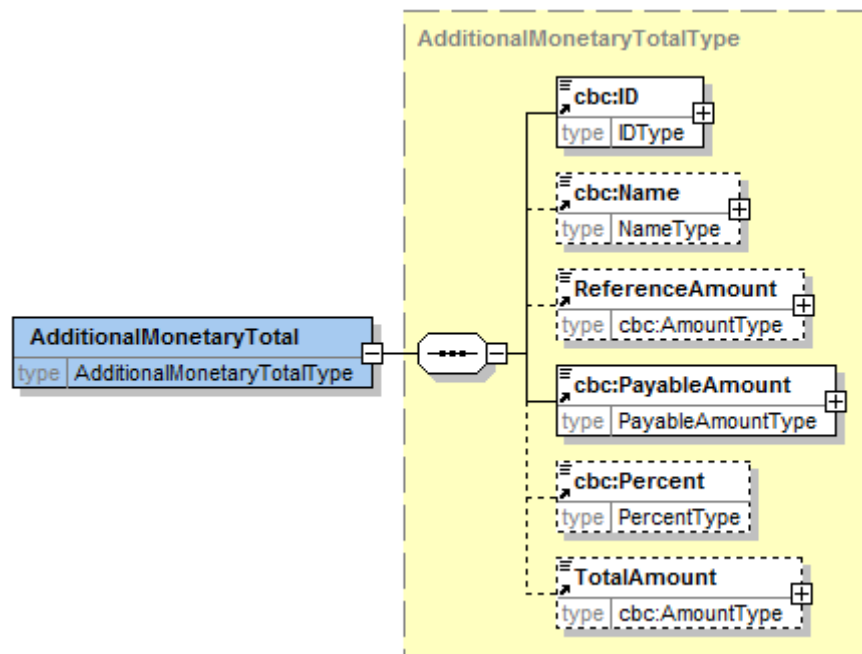 AdditionalMonetaryTotalType
cbc:ID
type IDType
cbc:Name
type NameType
ReferenceAmount
type cbc:AmountType
AdditionalMonetaryTotal
type AdditionalMonetaryTotalType
cbc:PayableAmount
type PayableAmountType
cbc:Percent
type PercentType
TotalAmount
type cbc:AmountType